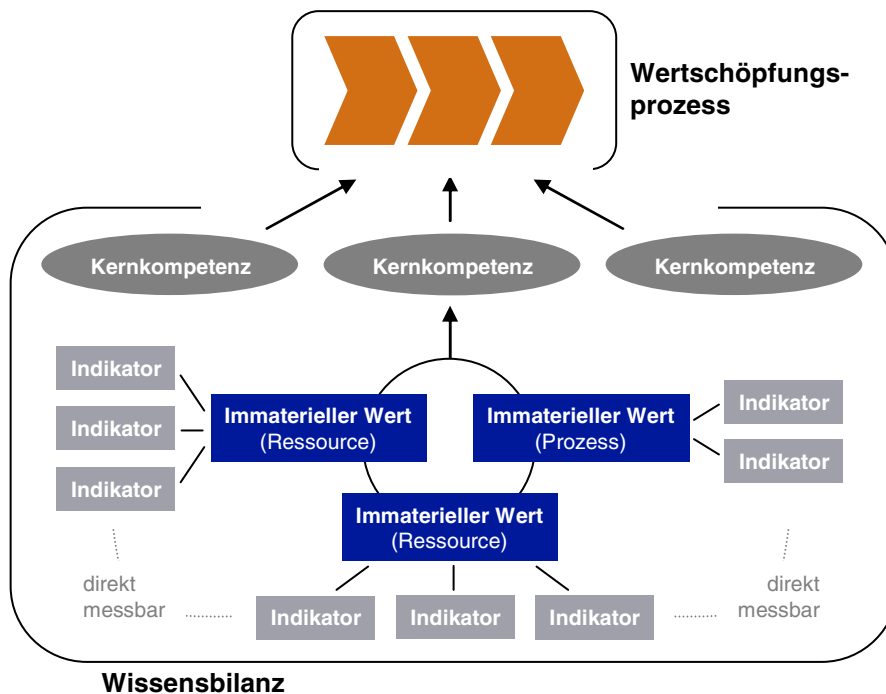 Wertschöpfungs-
prozess
Kernkompetenz
Kernkompetenz
Kernkompetenz
Indikator
Indikator
Indikator
Immaterieller Wert
(Ressource)
Immaterieller Wert
(Prozess)
Indikator
Indikator
Immaterieller Wert
(Ressource)
direkt
messbar
Indikator
Indikator
Indikator
direkt
messbar
Wissensbilanz